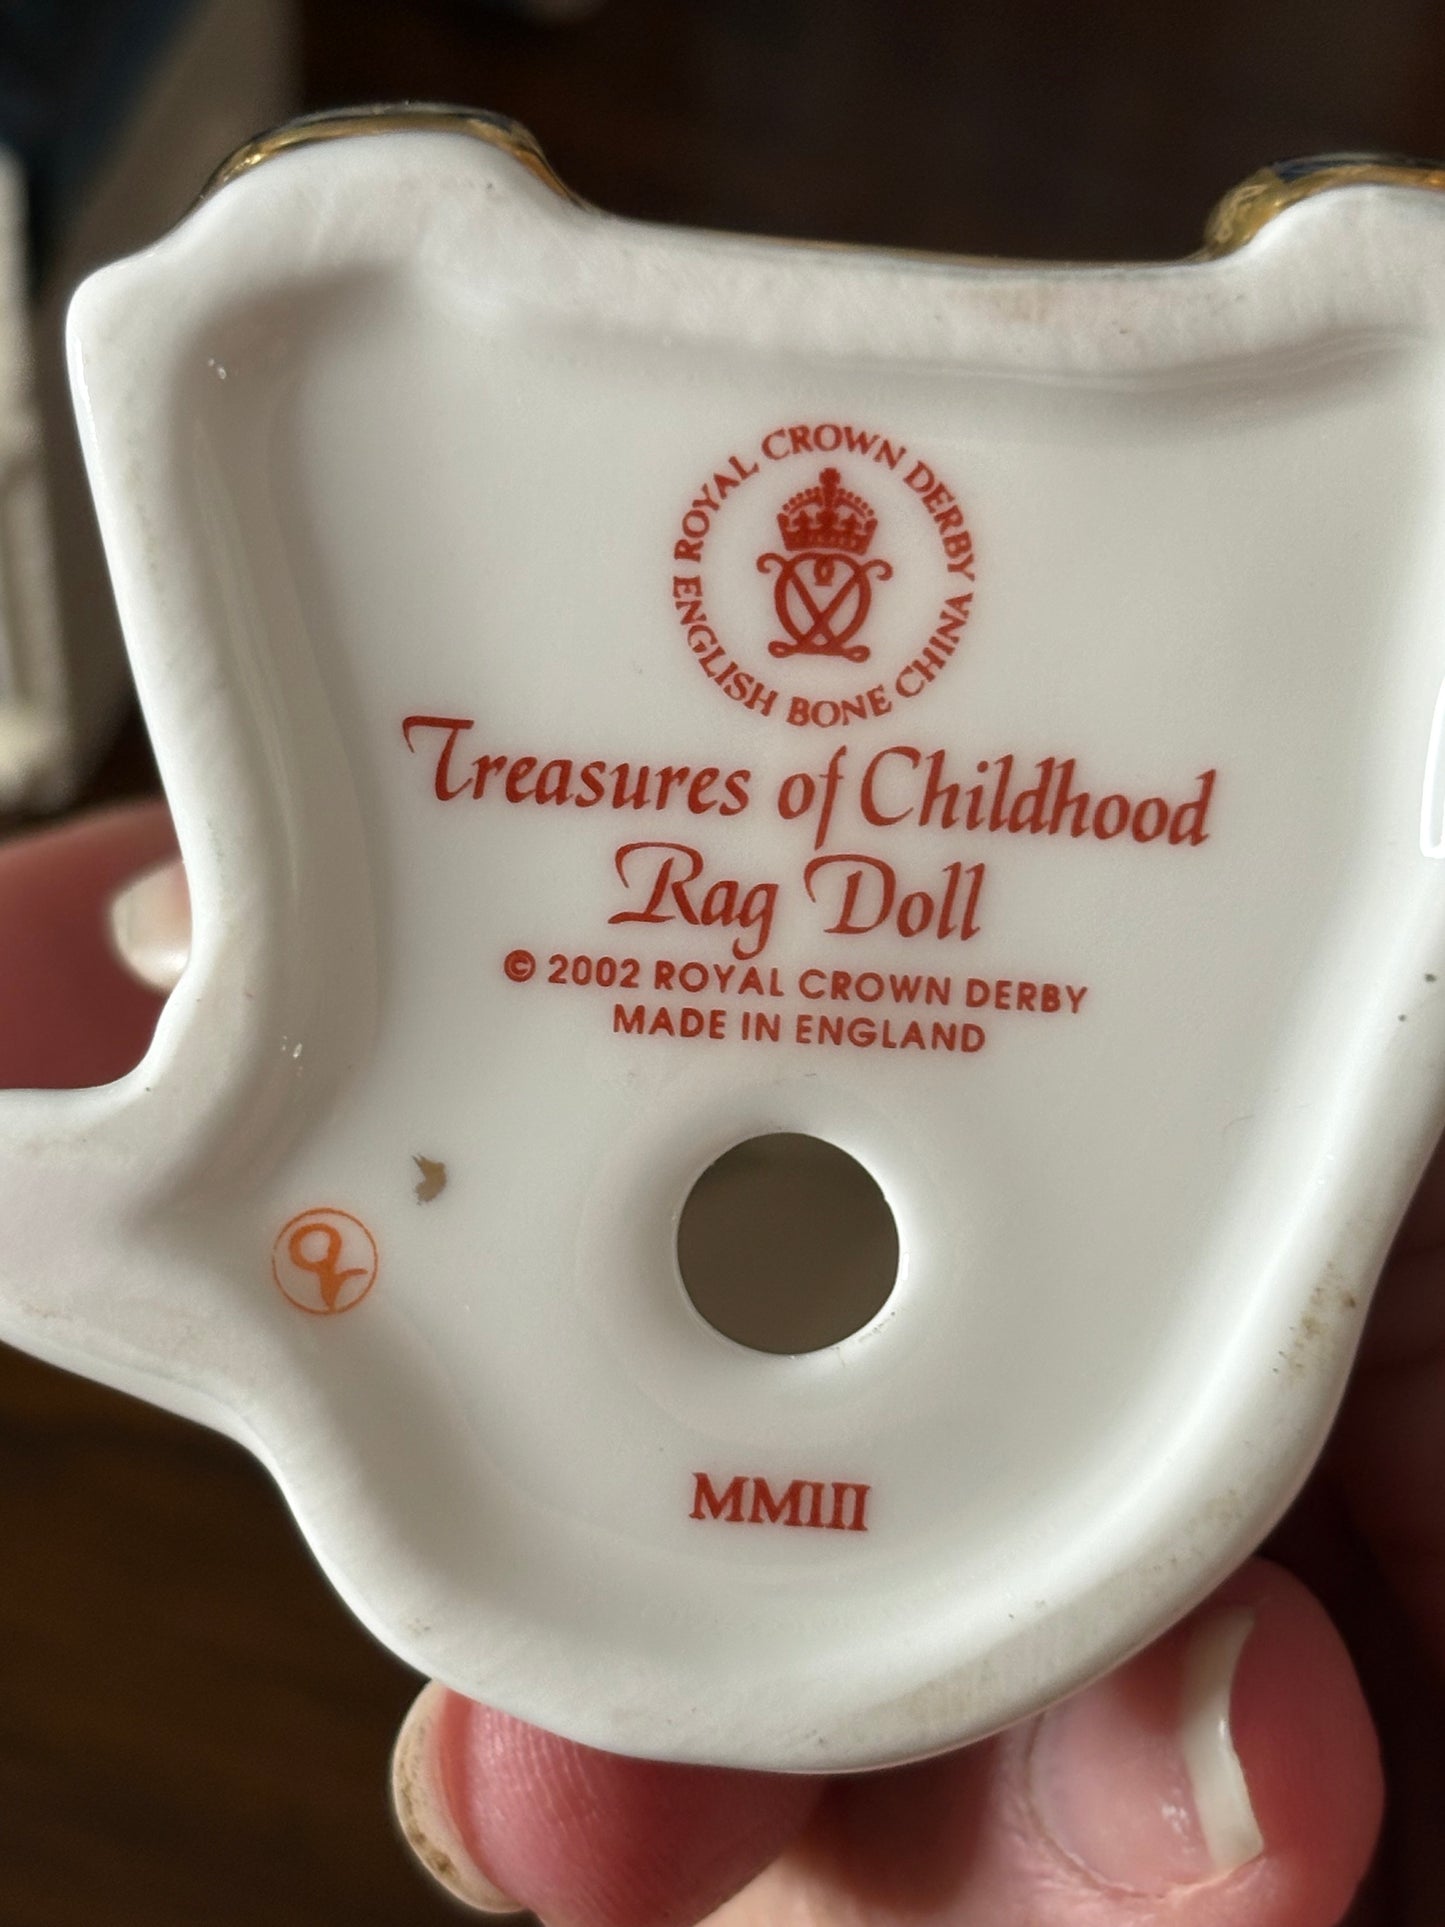 ROYAL CROWN DERBY
ENGLISH BONE CHINA
Treasures of Childhood
Rag Doll
© 2002 ROYAL CROWN DERBY
MADE IN ENGLAND
MMIII